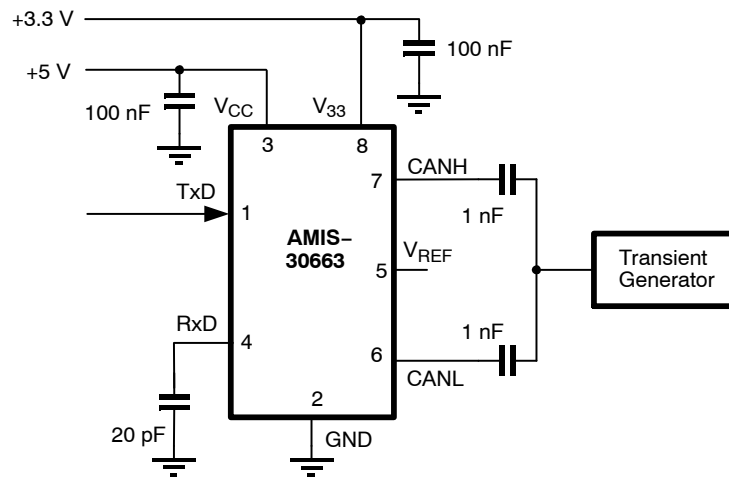 +3.3 V
100 nF
+5 V
100 nF
VCC
V33
3
8
7
CANH
TxD
1
1 nF
AMIS–
30663
VREF
5
Transient
Generator
RxD
4
1 nF
6
CANL
2
20 pF
GND